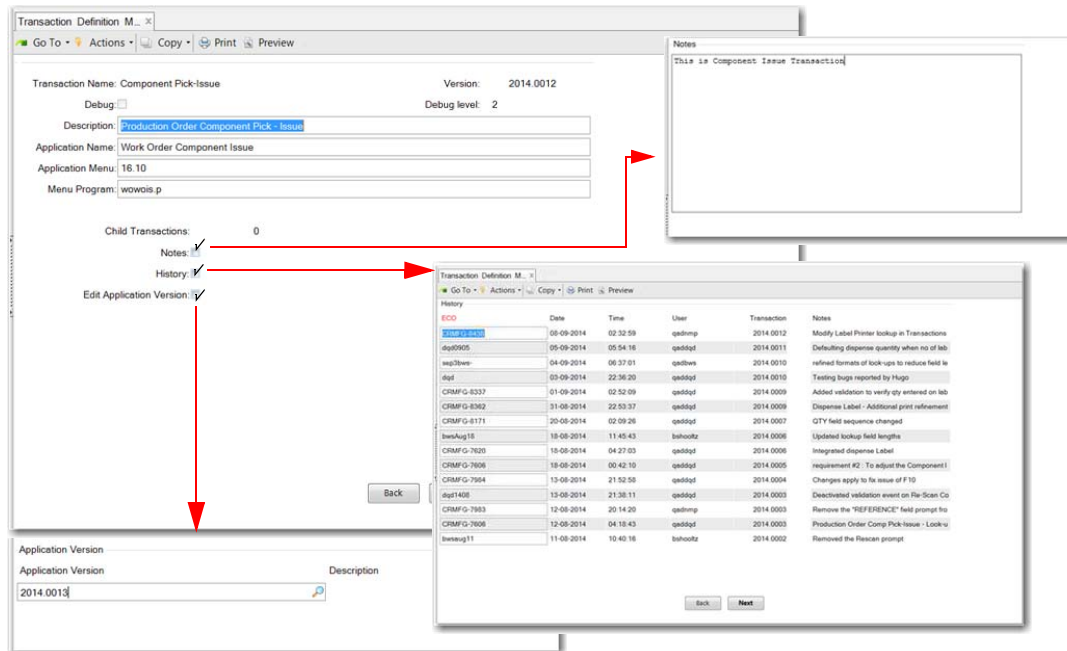 Transaction Definition M...
Go To Actions Copy Print Preview
Transaction Name: Component Pick-Issue Version: 2014.0012
Debug: Debug level: 2
Description: Production Order Component Pick - Issue
Application Name: Work Order Component Issue
Application Menu: 16.10
Menu Program: wowois.p
Child Transactions: 0
Notes:
History:
Edit Application Version:
Back
Notes
This is Component Issue Transaction
Transaction Definition M...
Go To Actions Copy Print Preview
History
ECO Date Time User Transaction Notes
CRMFG-8438 08-09-2014 02:32:59 qadnmp 2014.0012 Modify Label Printer lookup in Transactions
dqd0905 05-09-2014 05:54:16 qaddqd 2014.0011 Defaulting dispense quantity when no of lab
sep3bws- 04-09-2014 06:37:01 qadbws 2014.0010 refined formats of look-ups to reduce field le
dqd 03-09-2014 22:36:20 qaddqd 2014.0010 Testing bugs reported by Hugo
CRMFG-8337 01-09-2014 02:52:09 qaddqd 2014.0009 Added validation to verify qty entered on lab
CRMFG-8362 31-08-2014 22:53:37 qaddqd 2014.0009 Dispense Label - Additional print refinement
CRMFG-8171 20-08-2014 02:09:26 qaddqd 2014.0007 QTY field sequence changed
bwsAug18 18-08-2014 11:45:43 bshooltz 2014.0006 Updated lookup field lengths
CRMFG-7620 18-08-2014 04:27:03 qaddqd 2014.0006 Integrated dispense Label
CRMFG-7606 18-08-2014 00:42:10 qaddqd 2014.0005 requirement #2 : To adjust the Component I
CRMFG-7984 13-08-2014 21:52:58 qaddqd 2014.0004 Changes apply to fix issue of F10
dqd1408 13-08-2014 21:38:11 qaddqd 2014.0003 Deactivated validation event on Re-Scan Co
CRMFG-7983 12-08-2014 20:14:20 qadnmp 2014.0003 Remove the "REFERENCE" field prompt fro
CRMFG-7608 12-08-2014 04:18:43 qaddqd 2014.0003 Production Order Comp Pick-Issue - Look-u
bwsaug11 11-08-2014 10:40:16 bshooltz 2014.0002 Removed the Rescan prompt
Back Next
Application Version
Application Version Description
2014.0013